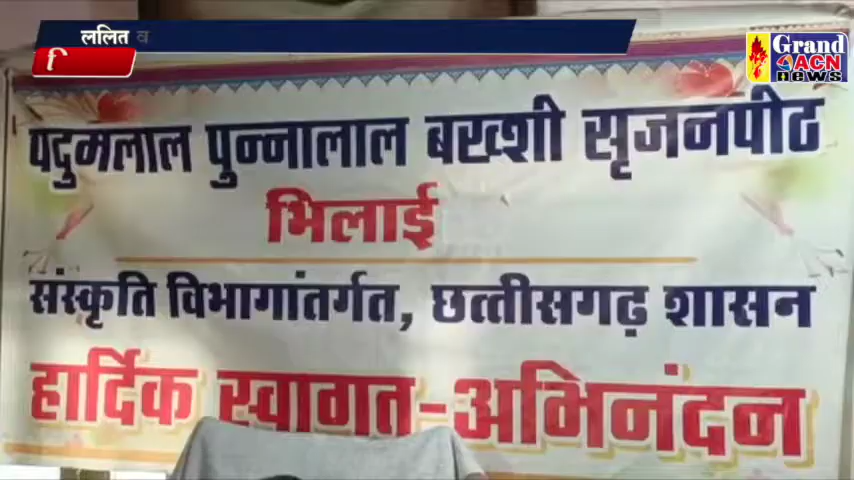 ललित व
Grand
ACN
news
पदुमलाल पुन्नालाल बख्शी सृजनपीठ
भिलाई
संस्कृति विभागांतर्गत, छत्तीसगढ़ शासन
हार्दिक स्वागत-अभिनंदन